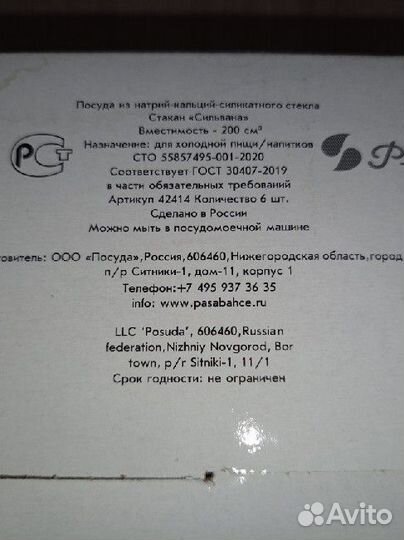 Посуда из натрий-кальций-силикатного стекла
Стакан «Сильвана»
Вместимость - 200 см³
Назначение: для холодной пищи/напитков
СТО 55857495-001-2020
Соответствует ГОСТ 30407-2019
в части обязательных требований
Артикул 42414 Количество 6 шт.
Сделано в России
Можно мыть в посудомоечной машине
РСТ
овитель: ООО «Посуда»,Россия,606460,Нижегородская область,город
п/р Ситники-1, дом-11, корпус 1
Телефон:+7 495 937 36 35
info: www.pasabahce.ru
LLC 'Posuda', 606460,Russian
federation,Nizhniy Novgorod, Bor
town, p/r Sitniki-1, 11/1
Срок годности: не ограничен
Avito